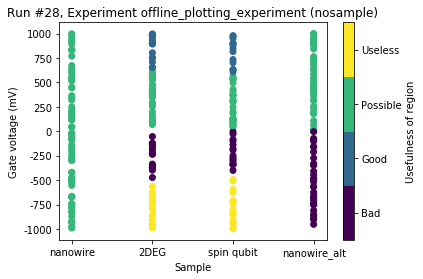 Run #28, Experiment offline_plotting_experiment (nosample)
1000
750
500
250
0
-250
-500
-750
-1000
Gate voltage (mV)
nanowire
2DEG
spin qubit
nanowire_alt
Sample
Useless
Possible
Good
Bad
Usefulness of region